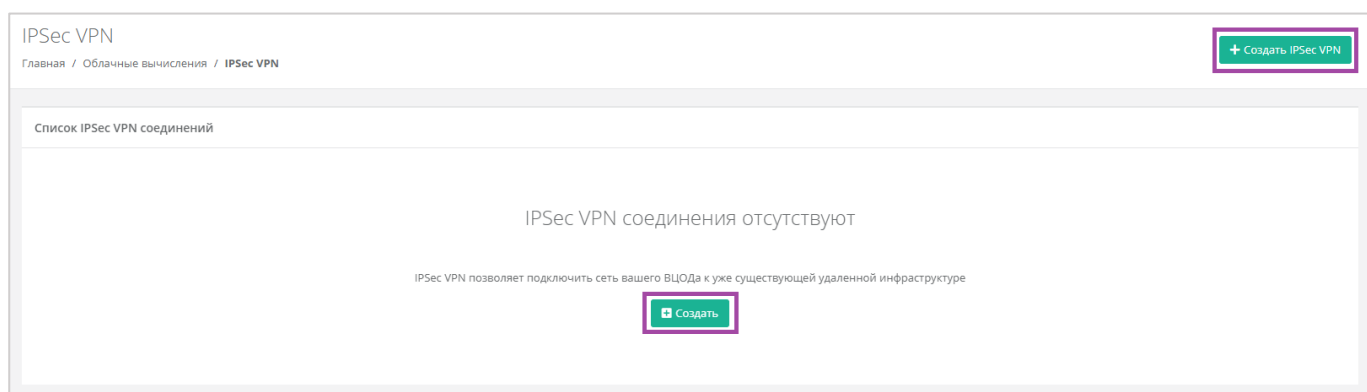 IPSec VPN
+ Создать IPSec VPN
Главная / Облачные вычисления / IPSec VPN
Список IPSec VPN соединений
IPSec VPN соединения отсутствуют
IPSec VPN позволяет подключить сеть вашего ВЦОДа к уже существующей удаленной инфраструктуре
Создать